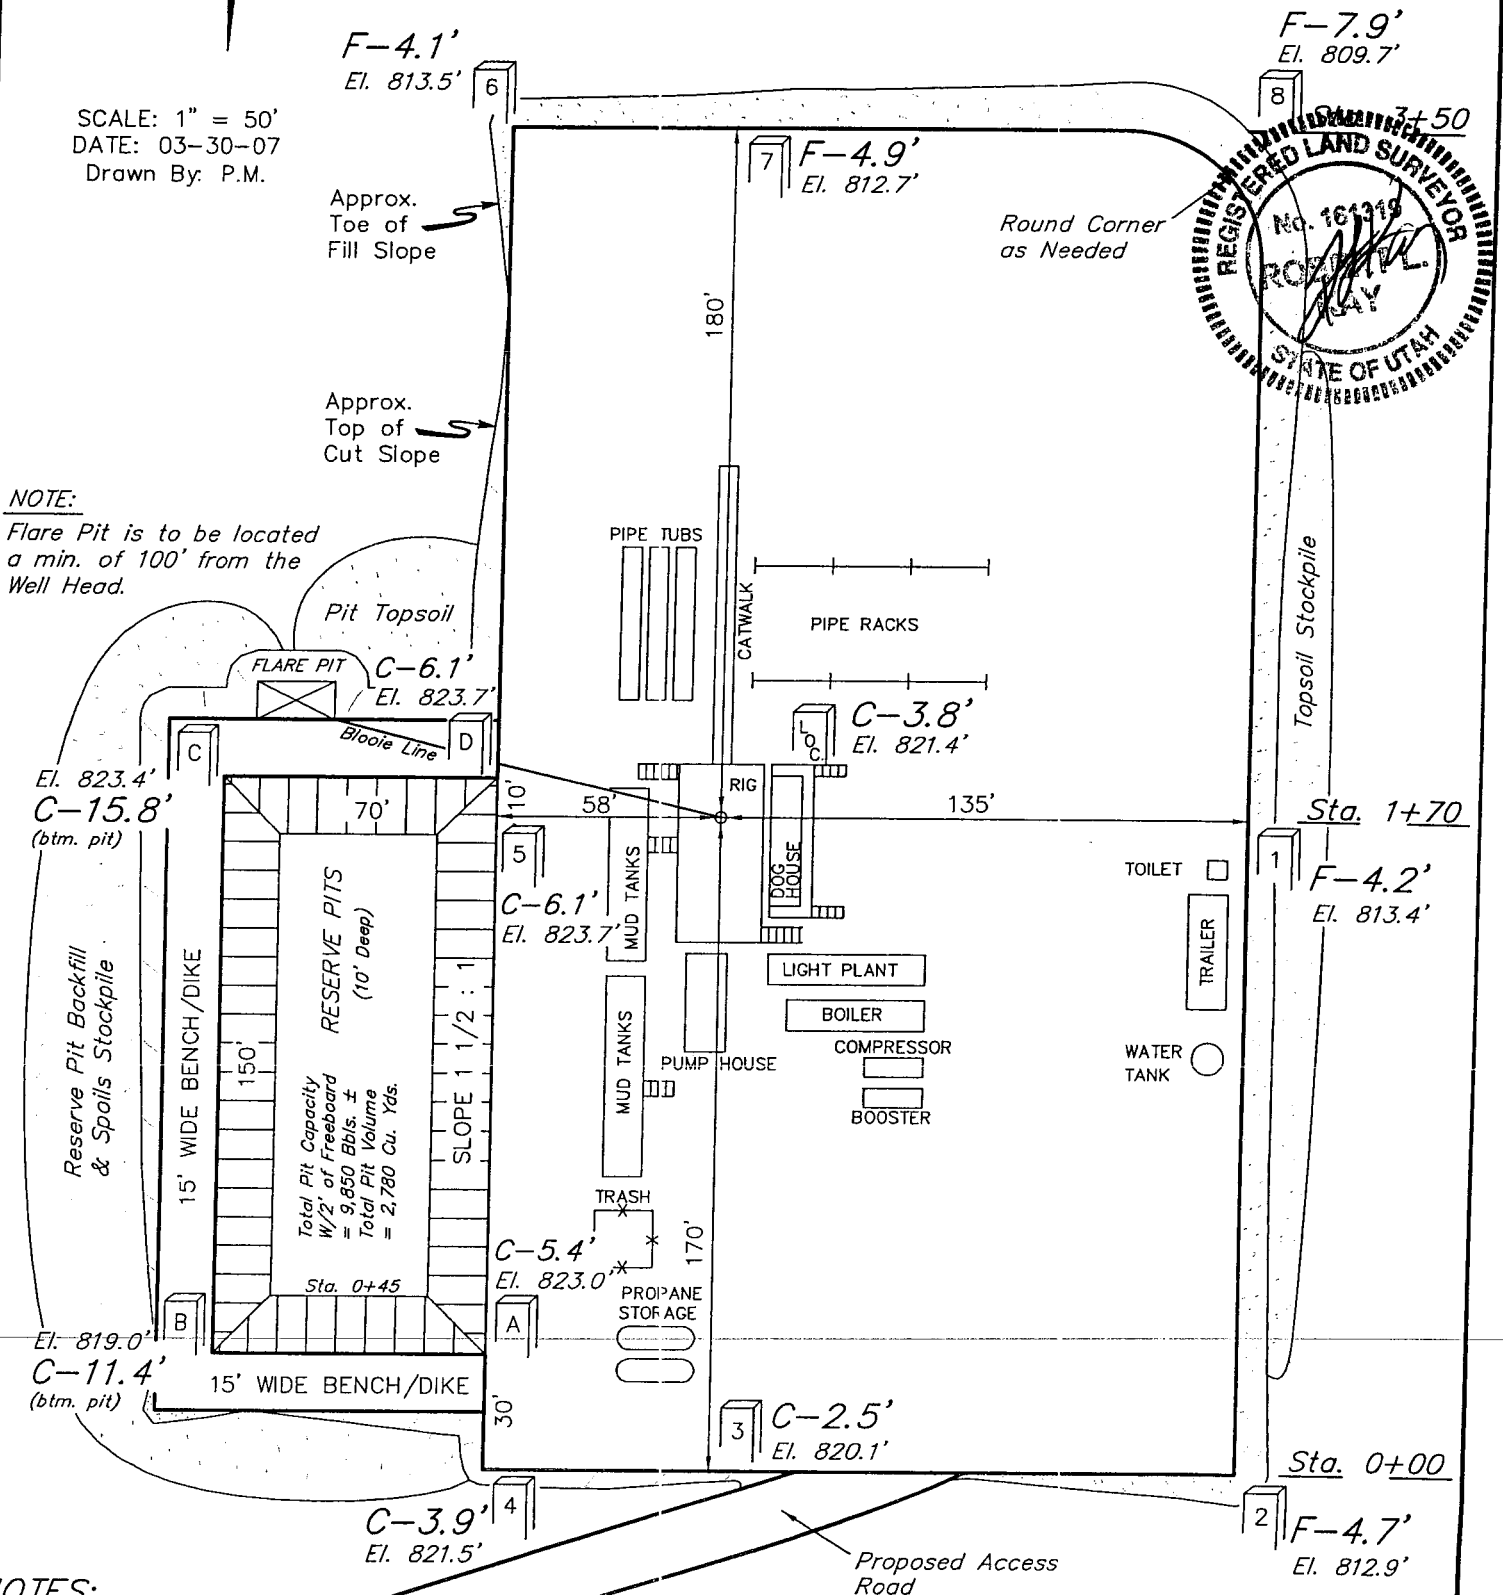 F-4.1'
El. 813.5'
6
F-7.9'
El. 809.7'
8
Sta. 3+50
SCALE: 1" = 50'
DATE: 03-30-07
Drawn By: P.M.
7
F-4.9'
El. 812.7'
REGISTERED LAND SURVEYOR
No. 161319
STATE OF UTAH
Approx.
Toe of
Fill Slope
Round Corner
as Needed
180'
Approx.
Top of
Cut Slope
NOTE:
Flare Pit is to be located
a min. of 100' from the
Well Head.
PIPE TUBS
CATWALK
PIPE RACKS
Topsoil Stockpile
Pit Topsoil
FLARE PIT
C-6.1'
El. 823.7'
Blooie Line
D
C
El. 823.4'
C-15.8'
(btm. pit)
LOC.
C-3.8'
El. 821.4'
RIG
70'
10'
58'
135'
Sta. 1+70
5
C-6.1'
El. 823.7'
MUD TANKS
DOG
HOUSE
TOILET
1
F-4.2'
El. 813.4'
TRAILER
Reserve Pit Backfill
& Spoils Stockpile
15' WIDE BENCH/DIKE
150'
RESERVE PITS
(10' Deep)
Total Pit Capacity
W/2' of Freeboard
= 9,850 Bbls. ±
Total Pit Volume
= 2,780 Cu. Yds.
SLOPE 1 1/2 : 1
LIGHT PLANT
BOILER
PUMP HOUSE
COMPRESSOR
BOOSTER
WATER
TANK
MUD TANKS
TRASH
170'
C-5.4'
El. 823.0'
Sta. 0+45
PROPANE
STORAGE
B
A
El. 819.0'
C-11.4'
(btm. pit)
15' WIDE BENCH/DIKE
30'
3
C-2.5'
El. 820.1'
Sta. 0+00
4
C-3.9'
El. 821.5'
2
F-4.7'
El. 812.9'
Proposed Access
Road
NOTES: